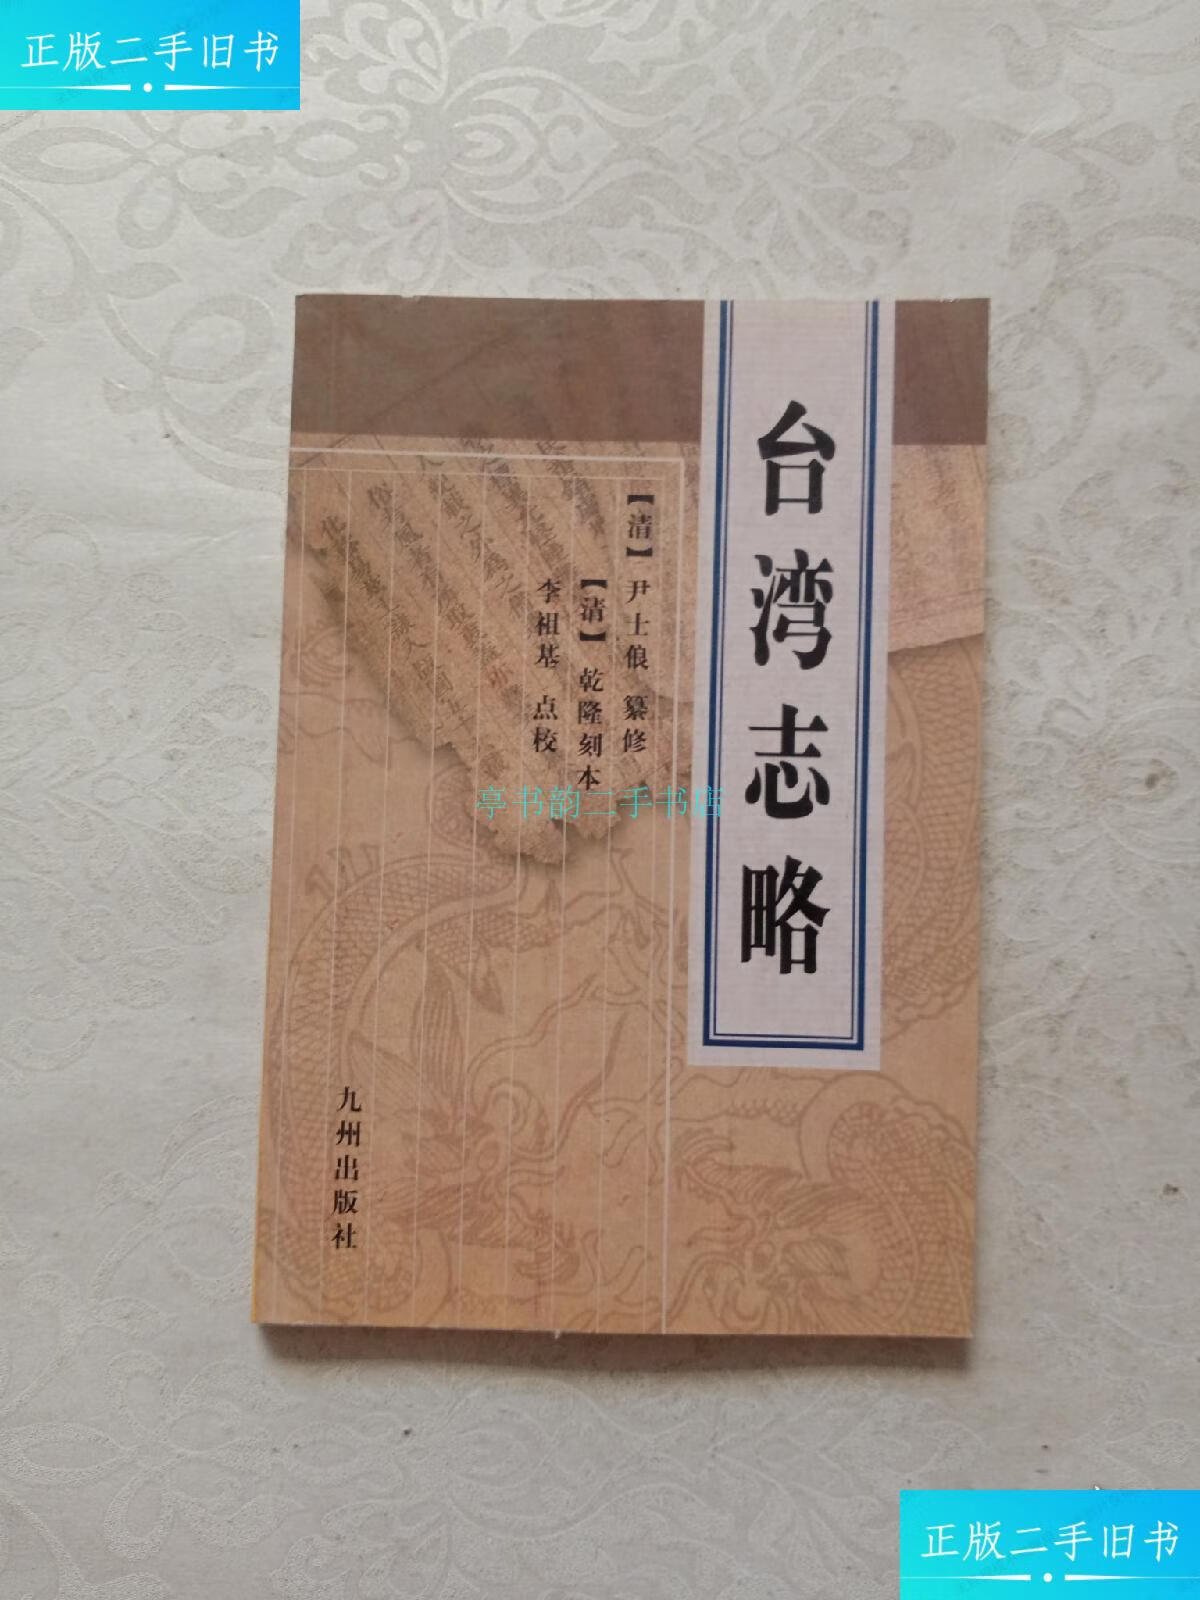 正版二手旧书
台湾志略
【清】尹士俍 纂修
【清】乾隆刻本
李祖基 点校
亭书韵二手书店
九州出版社
正版二手旧书